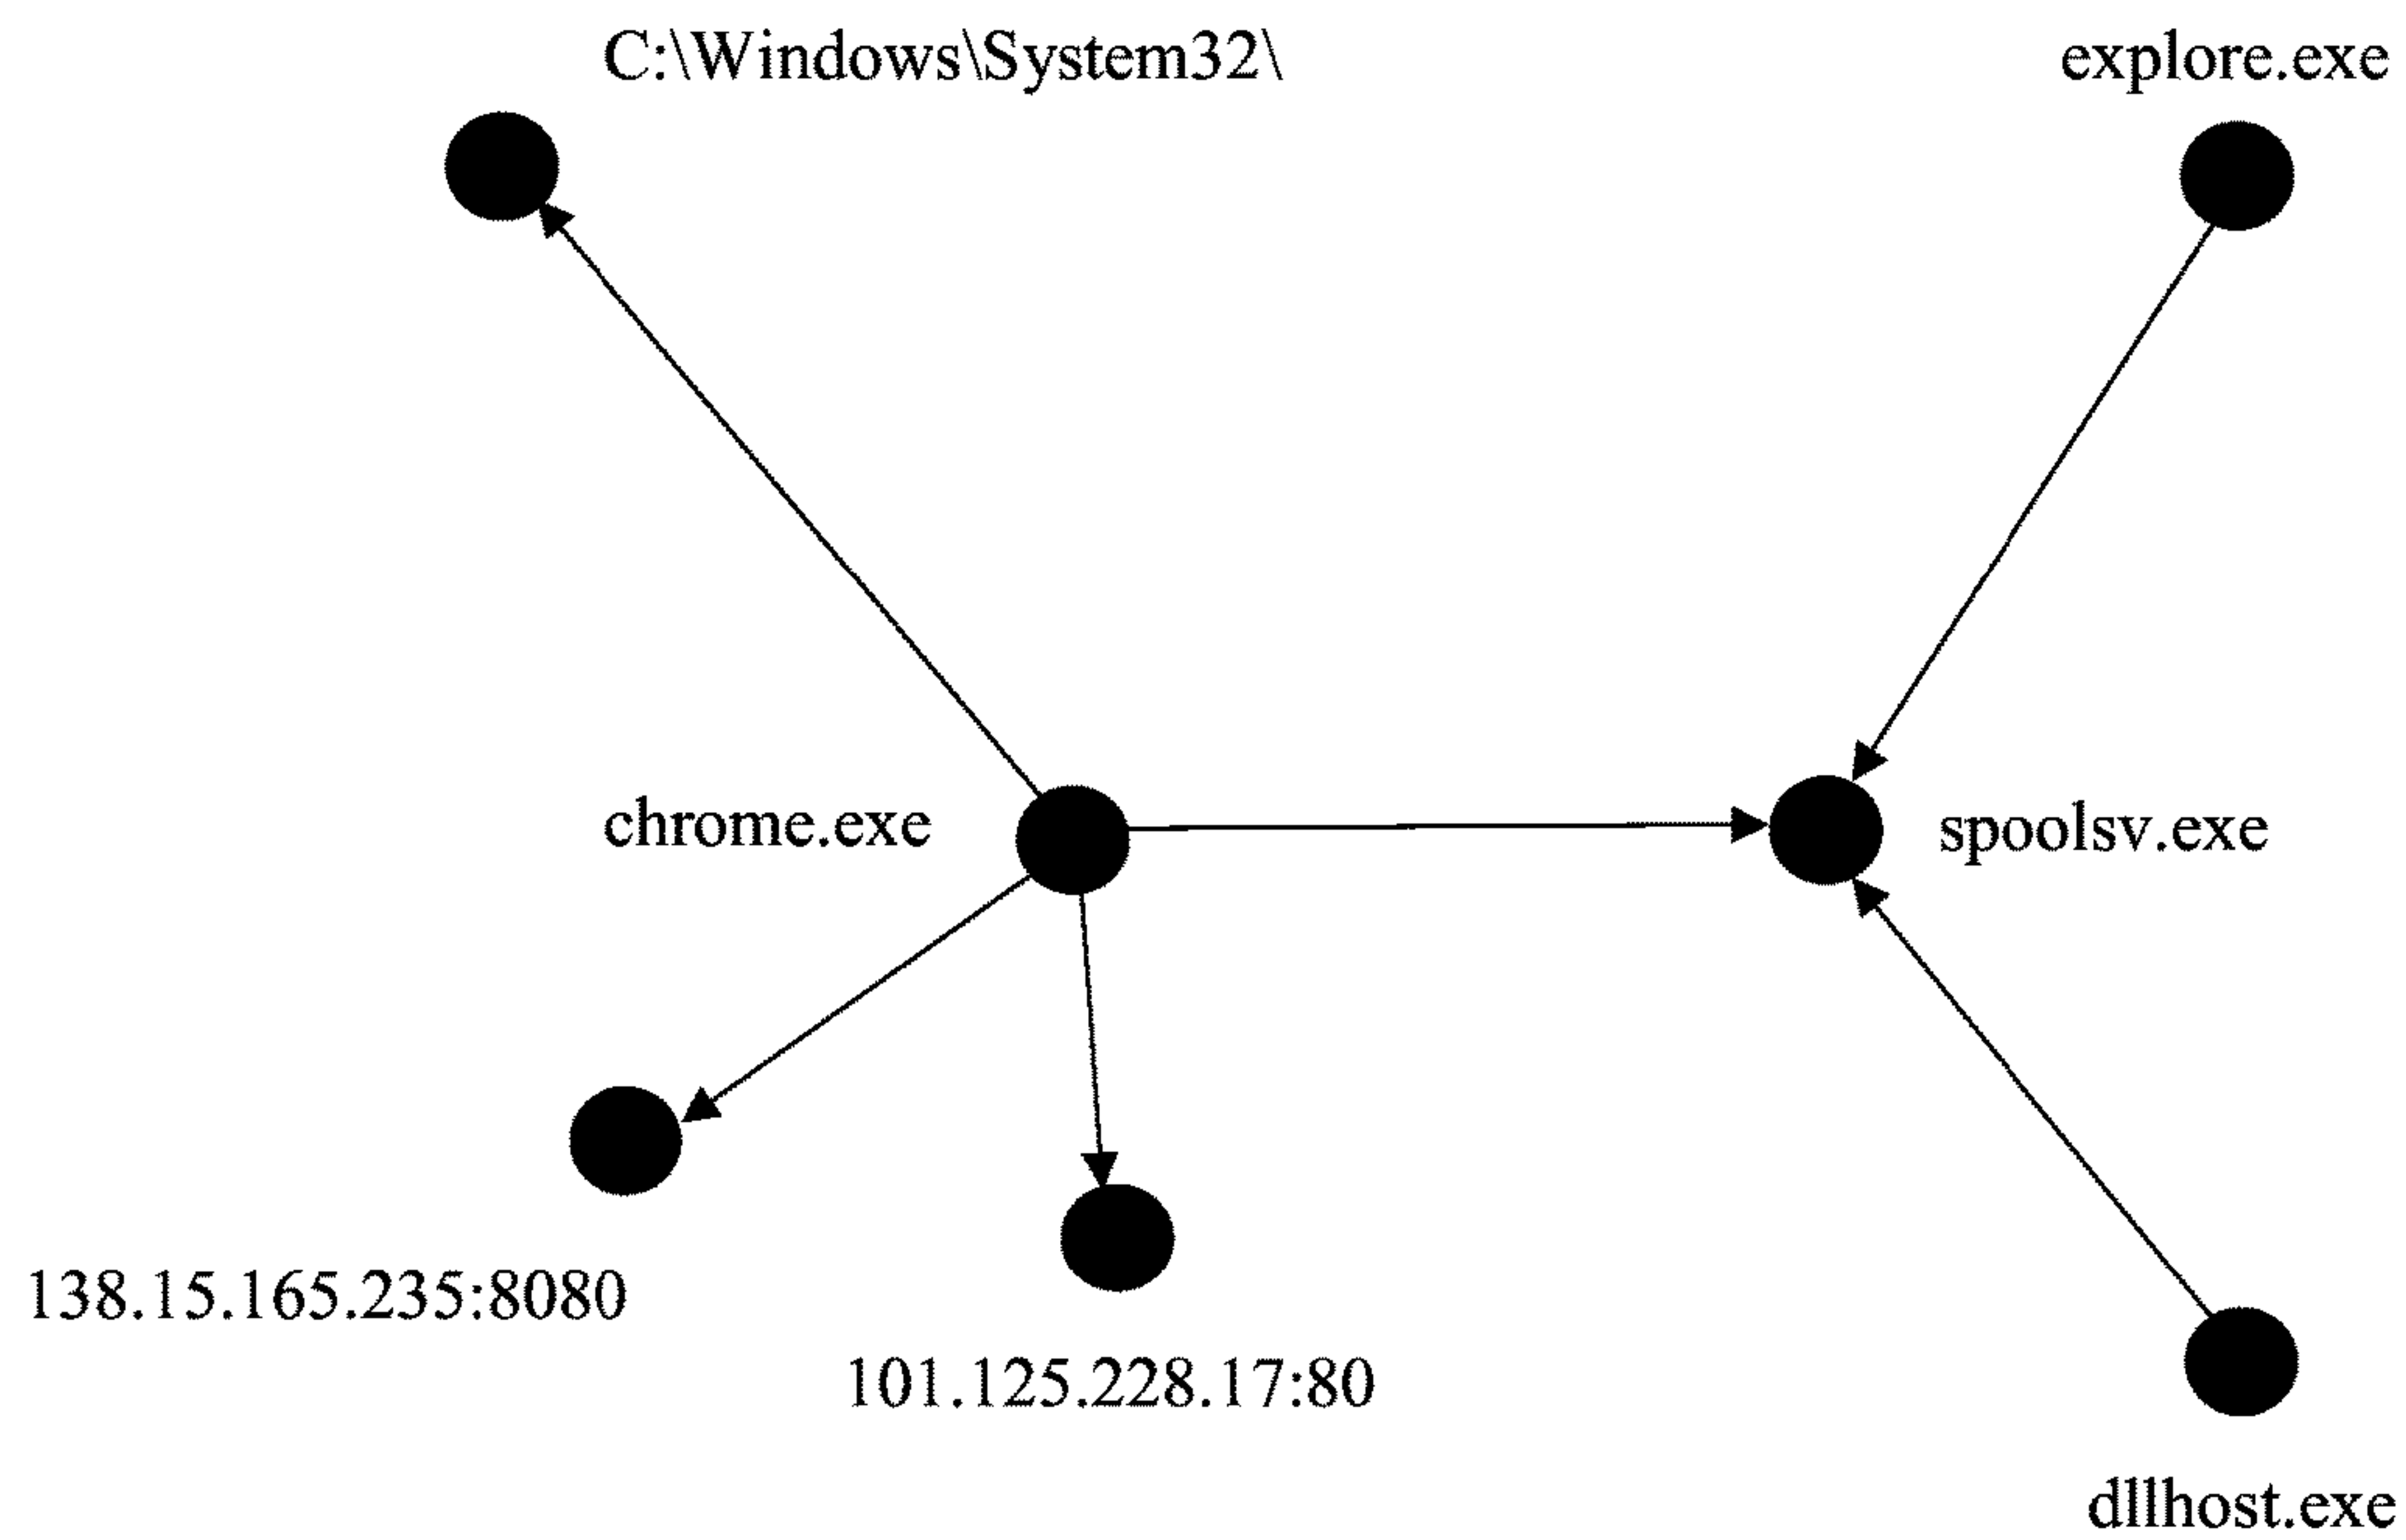 C:\Windows\System32\
explore.exe
chrome.exe
spoolsv.exe
138.15.165.235:8080
101.125.228.17:80
dllhost.exe